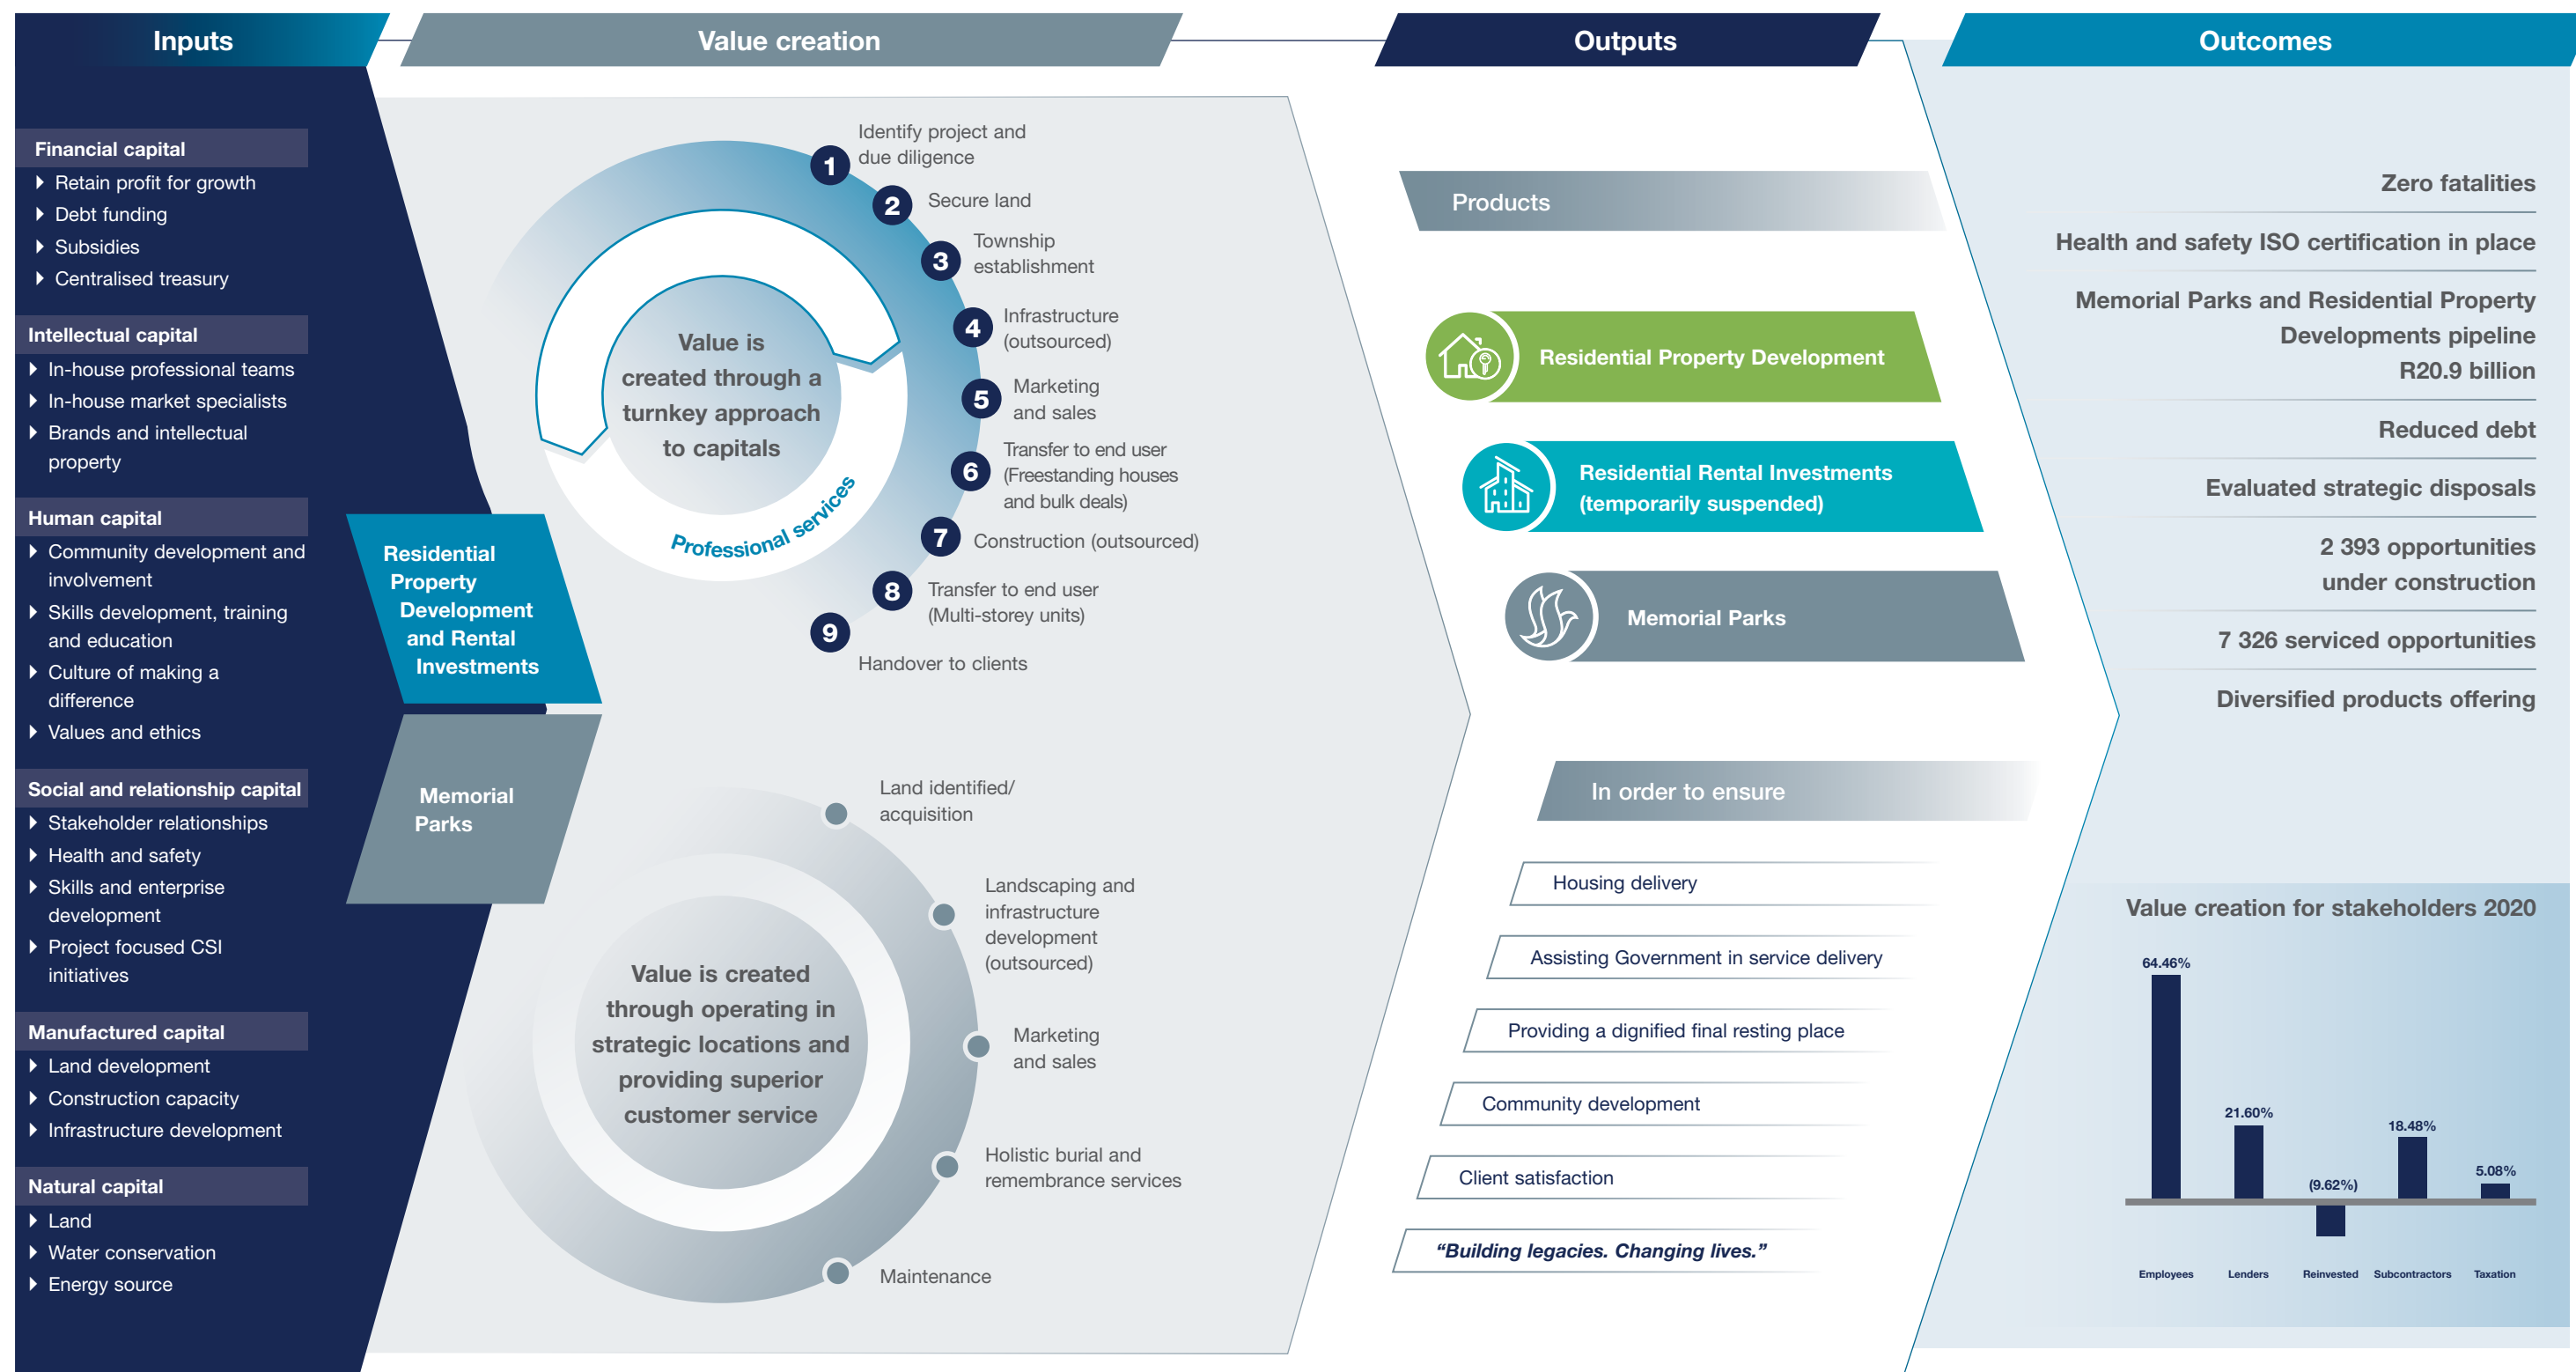 Inputs
Value creation
Outputs
Outcomes
Financial capital
Retain profit for growth
Debt funding
Subsidies
Centralised treasury
Intellectual capital
In-house professional teams
In-house market specialists
Brands and intellectual
property
Human capital
Community development and
involvement
Skills development, training
and education
Culture of making a
difference
Values and ethics
Social and relationship capital
Stakeholder relationships
Health and safety
Skills and enterprise
development
Project focused CSI
initiatives
Manufactured capital
Land development
Construction capacity
Infrastructure development
Natural capital
Land
Water conservation
Energy source
Residential
Property
Development
and Rental
Investments
Memorial
Parks
Value is
created through a
turnkey approach
to capitals
Professional services
1
Identify project and
due diligence
2
Secure land
3
Township
establishment
4
Infrastructure
(outsourced)
5
Marketing
and sales
6
Transfer to end user
(Freestanding houses
and bulk deals)
7
Construction (outsourced)
8
Transfer to end user
(Multi-storey units)
9
Handover to clients
Value is created
through operating in
strategic locations and
providing superior
customer service
Land identified/
acquisition
Landscaping and
infrastructure
development
(outsourced)
Marketing
and sales
Holistic burial and
remembrance services
Maintenance
Products
Residential Property Development
Residential Rental Investments
(temporarily suspended)
Memorial Parks
In order to ensure
Housing delivery
Assisting Government in service delivery
Providing a dignified final resting place
Community development
Client satisfaction
“Building legacies. Changing lives.”
Zero fatalities
Health and safety ISO certification in place
Memorial Parks and Residential Property
Developments pipeline
R20.9 billion
Reduced debt
Evaluated strategic disposals
2 393 opportunities
under construction
7 326 serviced opportunities
Diversified products offering
Value creation for stakeholders 2020
64.46%
21.60%
(9.62%)
18.48%
5.08%
Employees
Lenders
Reinvested
Subcontractors
Taxation